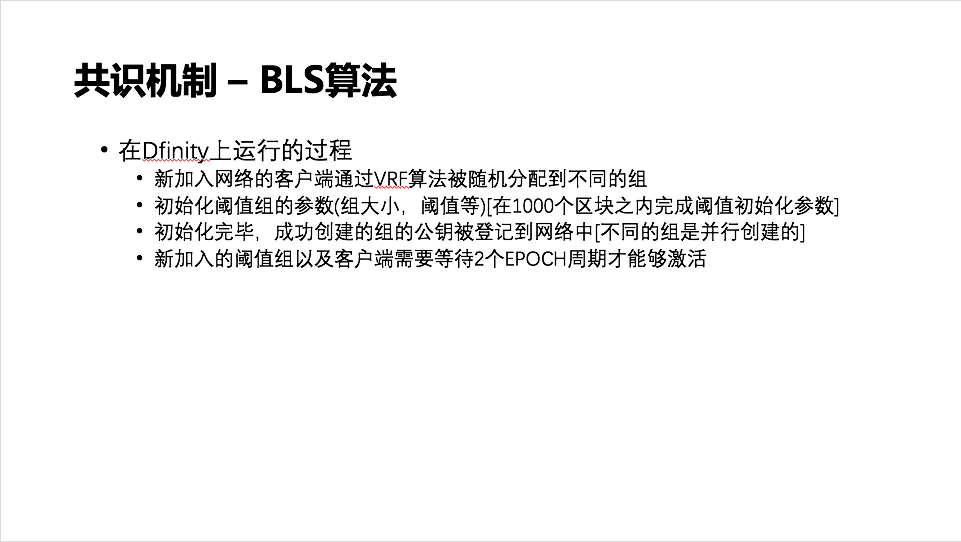 共识机制 – BLS算法
• 在Dfinity上运行的过程
• 新加入网络的客户端通过VRF算法被随机分配到不同的组
• 初始化阈值组的参数(组大小，阈值等)[在1000个区块之内完成阈值初始化参数]
• 初始化完毕，成功创建的组的公钥被登记到网络中[不同的组是并行创建的]
• 新加入的阈值组以及客户端需要等待2个EPOCH周期才能够激活